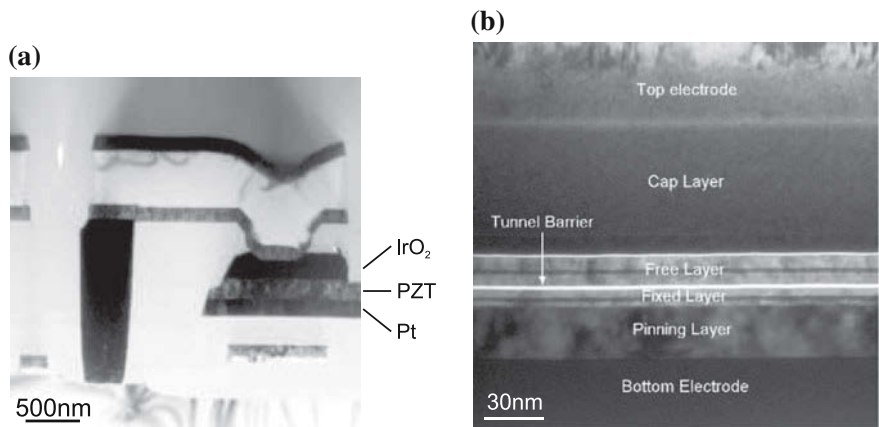 (a)
IrO₂
PZT
Pt
500nm
(b)
Top electrode
Cap Layer
Tunnel Barrier
Free Layer
Fixed Layer
Pinning Layer
Bottom Electrode
30nm